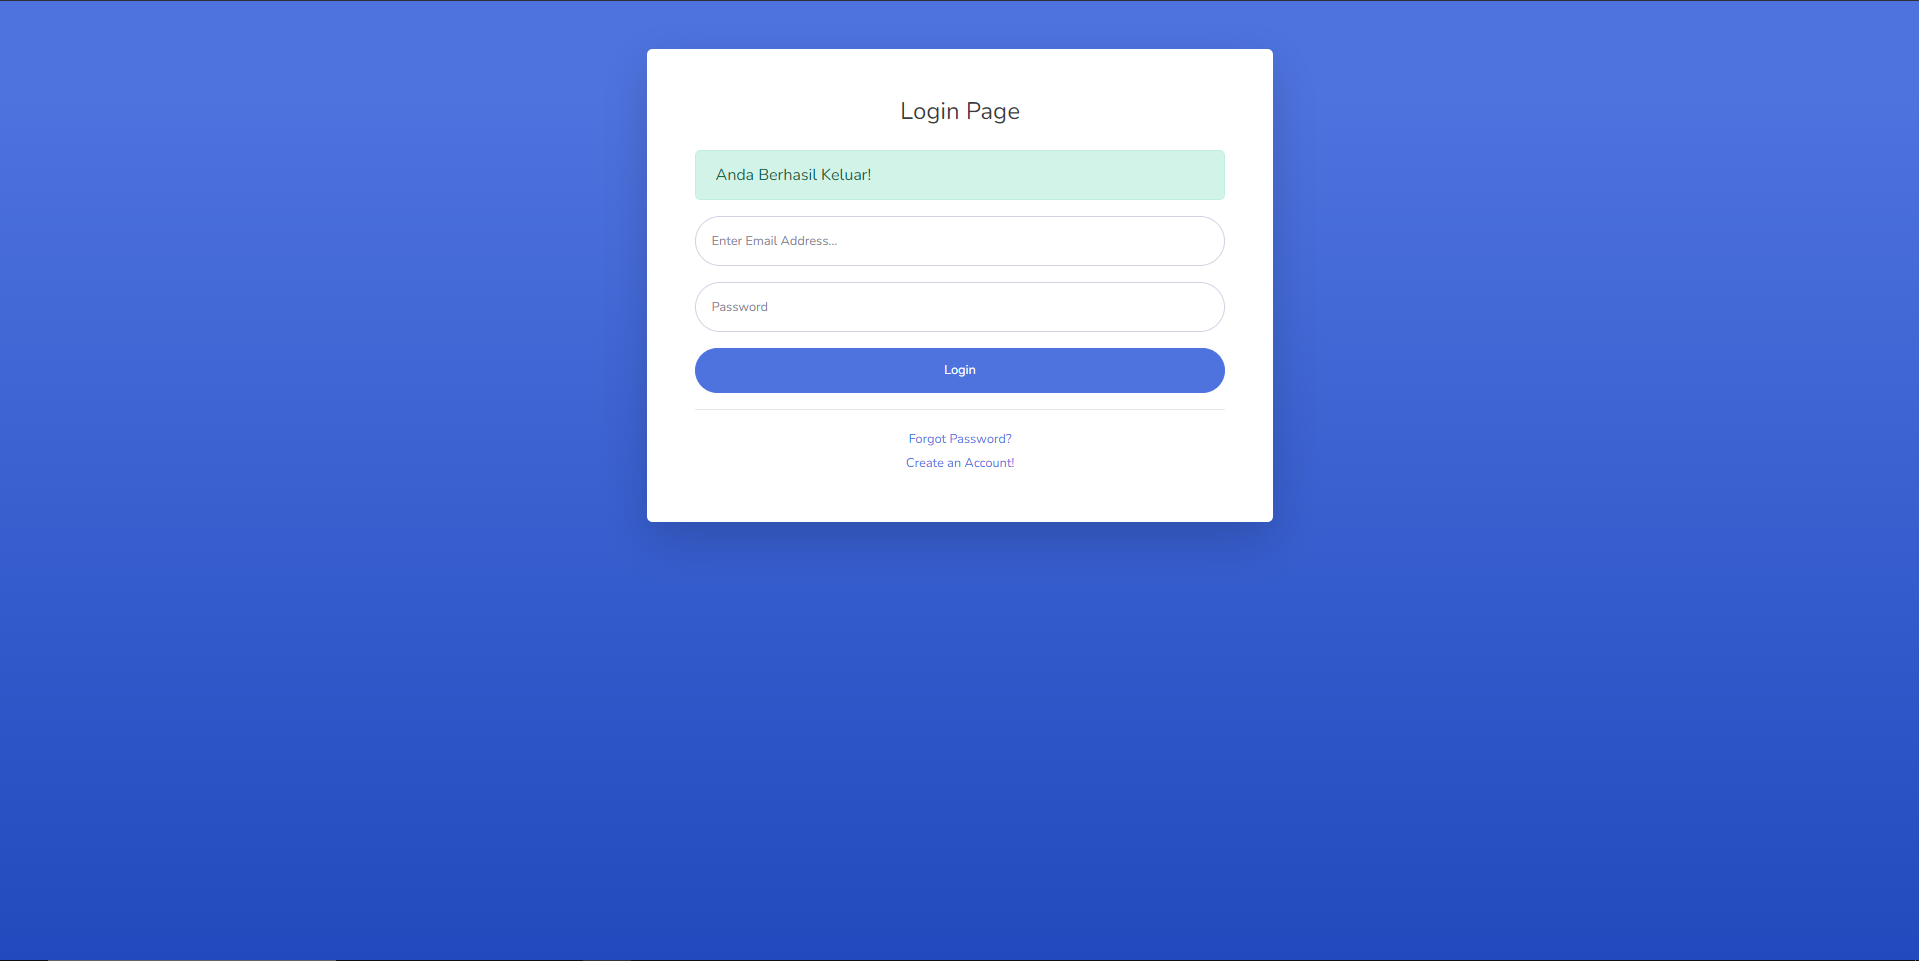 Login Page
Anda Berhasil Keluar!
Enter Email Address...
Password
Login
Forgot Password?
Create an Account!